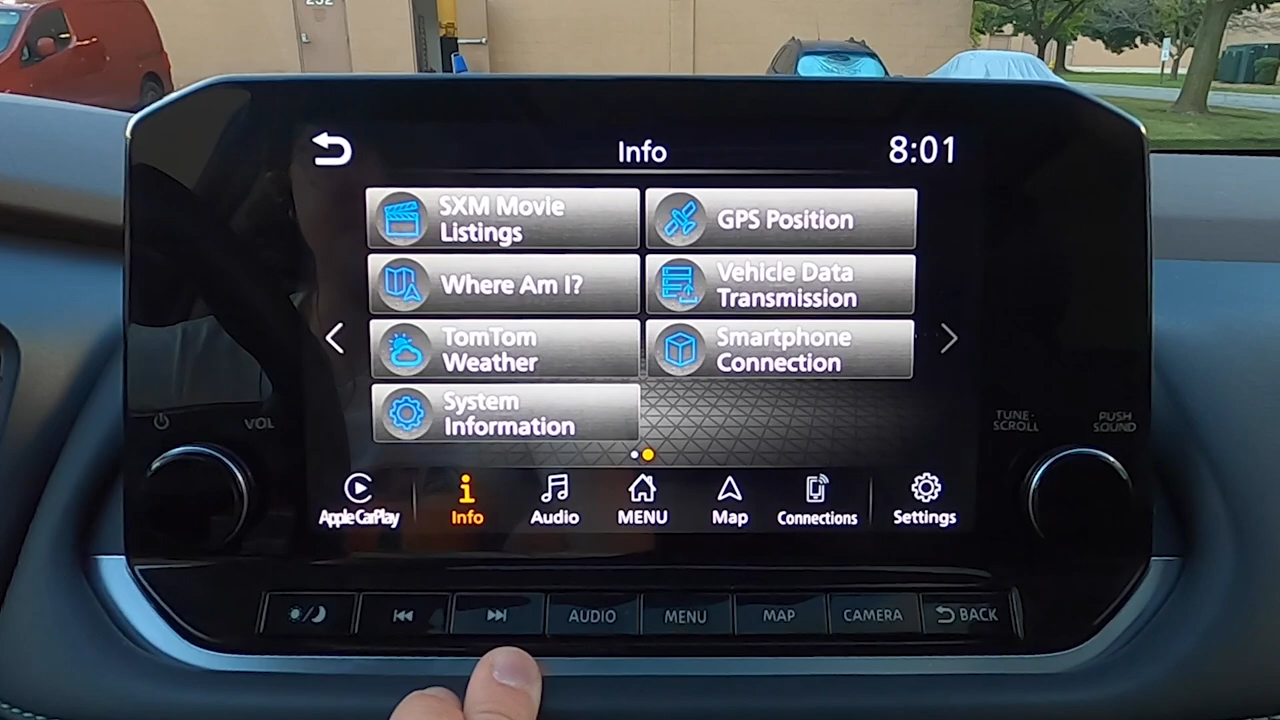 232
Info
8:01
SXM Movie
Listings
GPS Position
Where Am I?
Vehicle Data
Transmission
TomTom
Weather
Smartphone
Connection
System
Information
VOL
TUNE·
SCROLL
PUSH
SOUND
Apple CarPlay
Info
Audio
MENU
Map
Connections
Settings
AUDIO
MENU
MAP
CAMERA
BACK